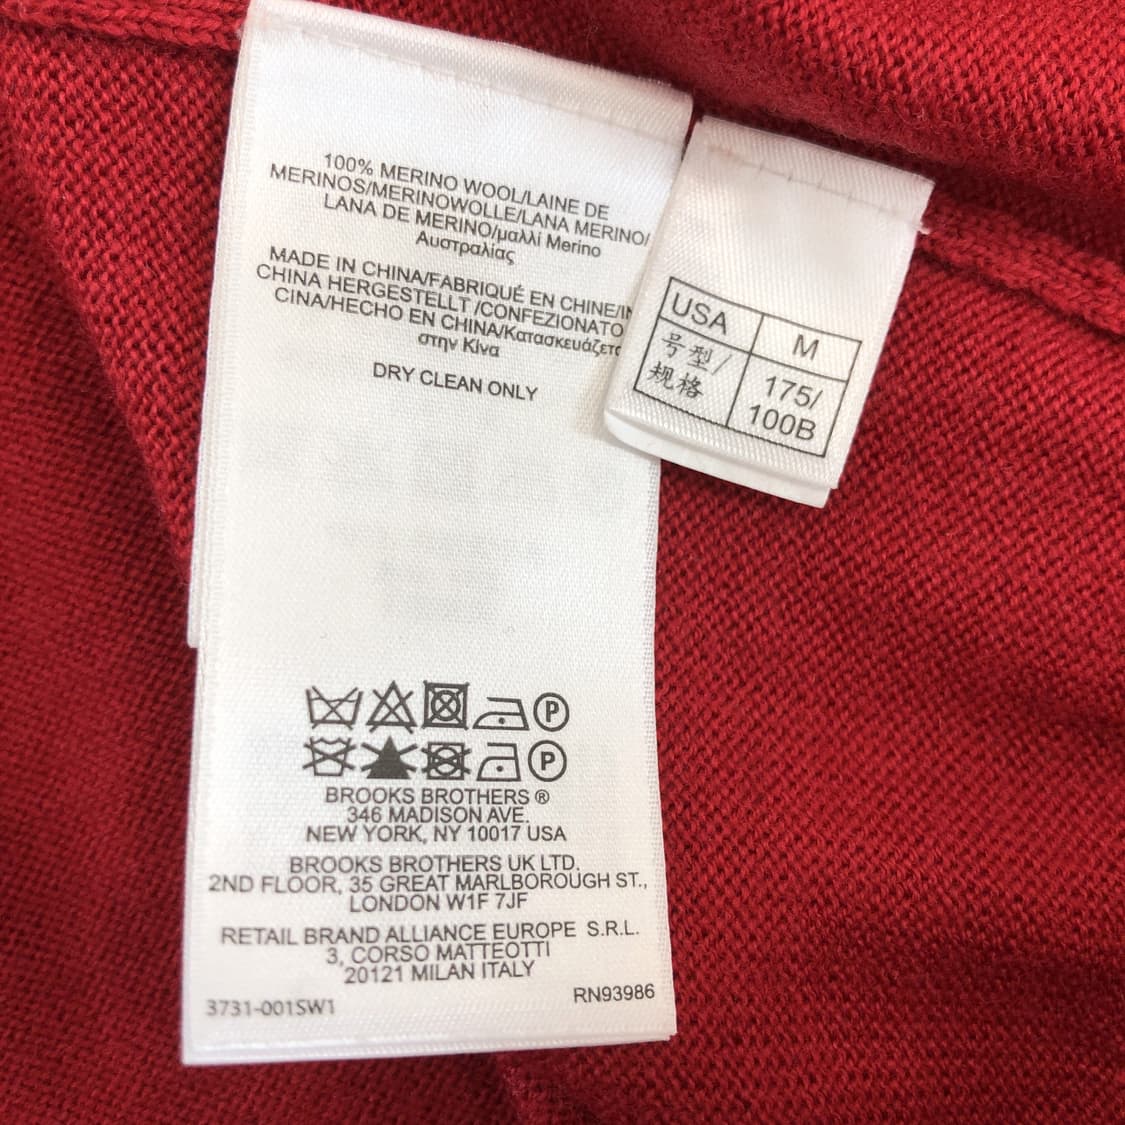 100% MERINO WOOL/LAINE DE
MERINOS/MERINOWOLLE/LANA MERINO/
LANA DE MERINO/μαλλί Merino
Αυστραλίας
MADE IN CHINA/FABRIQUÉ EN CHINE/IN
CHINA HERGESTELLT /CONFEZIONATO
CINA/HECHO EN CHINA/Κατασκευάζετα
στην Κίνα
DRY CLEAN ONLY
P
P
BROOKS BROTHERS ®
346 MADISON AVE.
NEW YORK, NY 10017 USA
BROOKS BROTHERS UK LTD.
2ND FLOOR, 35 GREAT MARLBOROUGH ST.,
LONDON W1F 7JF
RETAIL BRAND ALLIANCE EUROPE S.R.L.
3, CORSO MATTEOTTI
20121 MILAN ITALY
3731-001SW1 RN93986
USA M
号型/
规格
175/
100B